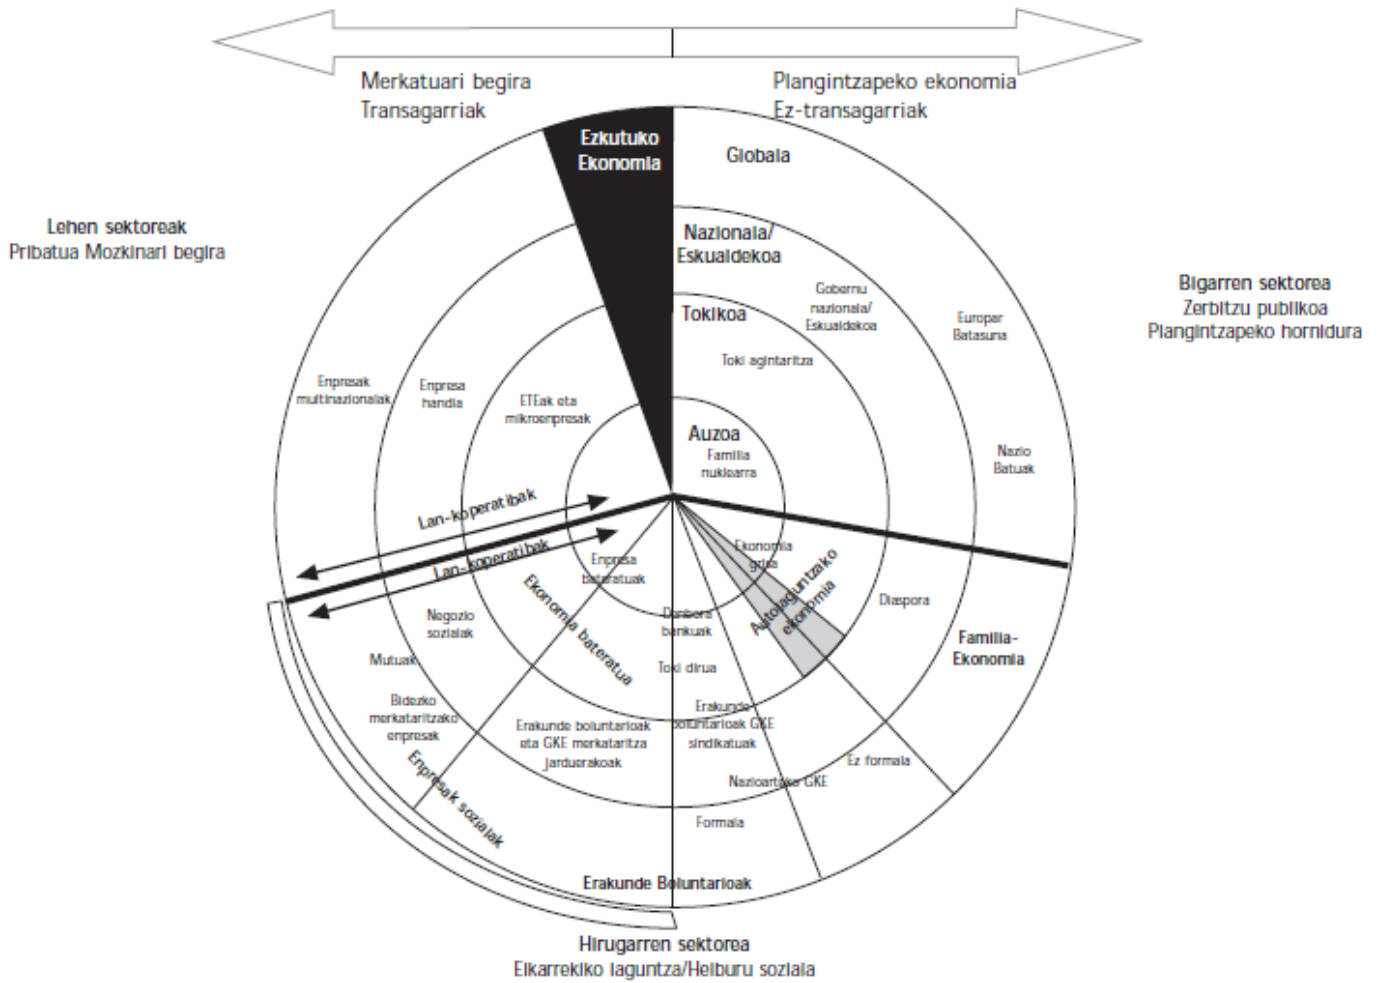 Merkatuari begira
Transagarriak
Plangintzapeko ekonomia
Ez-transagarriak
Ezkutuko
Ekonomia
Globala
Lehen sektoreak
Pribatua Mozkinari begira
Nazionala/
Eskualdekoa
Gobernu
nazionala/
Eskualdekoa
Europar
Batasuna
Bigarren sektorea
Zerbitzu publikoa
Plangintzapeko hornidura
Tokikoa
Toki agintaritza
Enpresak
multinazionalak
Enpresa
handia
ETEak eta
mikroenpresak
Auzoa
Familia
nuklearra
Nazio
Batuak
Lan-koperatibak
Lan-koperatibak
Enpresa
bateratuak
Ekonomia
grisa
Autolaguntzako
ekonomia
Diaspora
Familia-
Ekonomia
Negozio
sozialak
Ekonomia bateratua
Denbora
bankuak
Toki dirua
Mutuak
Bidezko
merkataritzako
enpresak
Erakunde boluntarioak
eta GKE merkataritza
jarduerakoak
Erakunde
boluntarioak GKE
sindikatuak
Ez formala
Nazioarteko GKE
Enpresak sozialak
Formala
Erakunde Boluntarioak
Hirugarren sektorea
Elkarrekiko laguntza/Helburu soziala